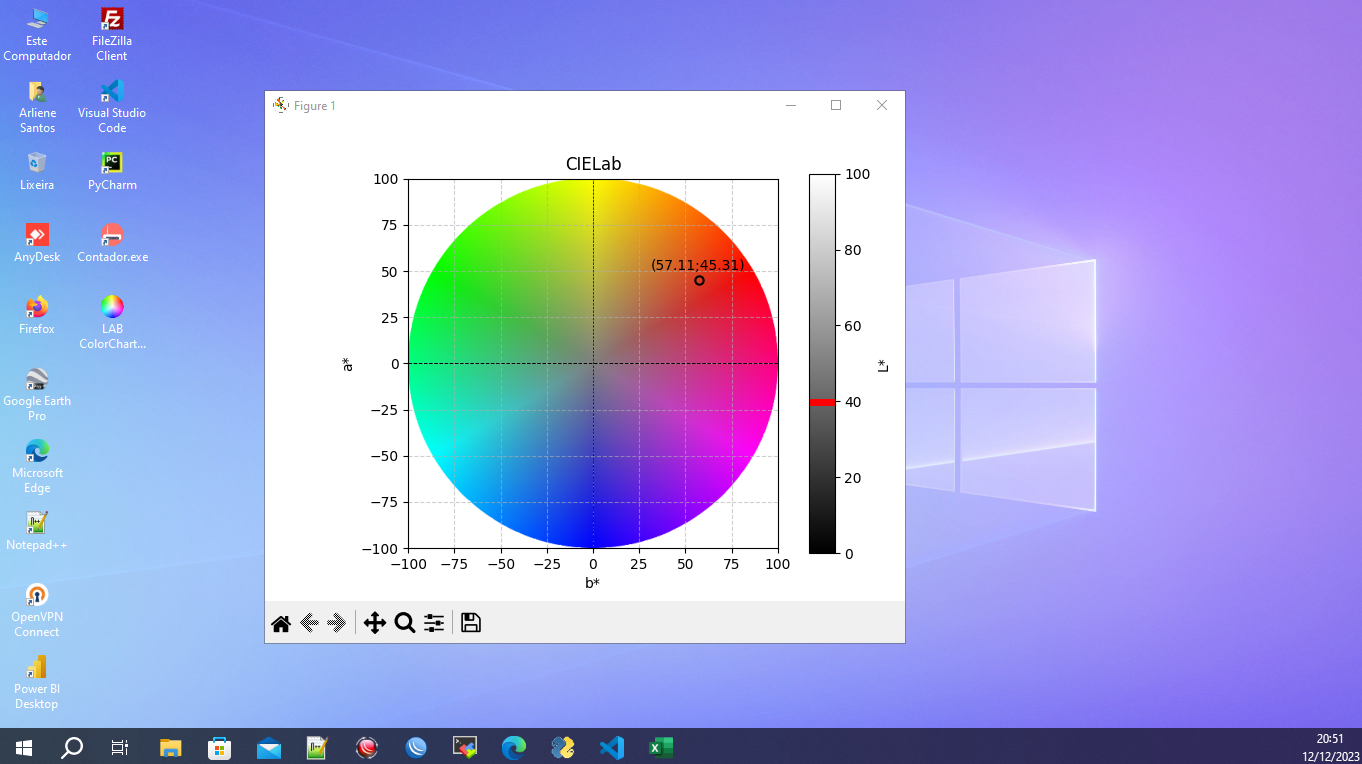 Este
Computador
FileZilla
Client
Arliene
Santos
Visual Studio
Code
Lixeira
PC
PyCharm
AnyDesk
Contador.exe
Firefox
LAB
ColorChart...
Google Earth
Pro
Microsoft
Edge
Notepad++
OpenVPN
Connect
Power BI
Desktop
Figure 1
CIELab
100
75
50
25
0
−25
−50
−75
−100
a*
(57.11;45.31)
−100
−75
−50
−25
0
25
50
75
100
b*
100
80
60
40
20
0
L*
20:51
12/12/2023